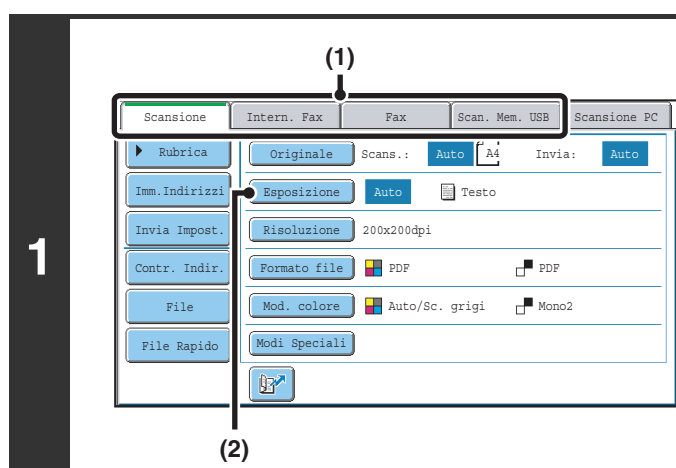 (1)
Scansione Intern. Fax Fax Scan. Mem. USB Scansione PC
Rubrica Originale Scans.: Auto A4 Invia: Auto
Imm.Indirizzi Esposizione Auto Testo
Invia Impost. Risoluzione 200x200dpi
1
Contr. Indir. Formato file PDF PDF
File Mod. colore Auto/Sc. grigi Mono2
File Rapido Modi Speciali
(2)